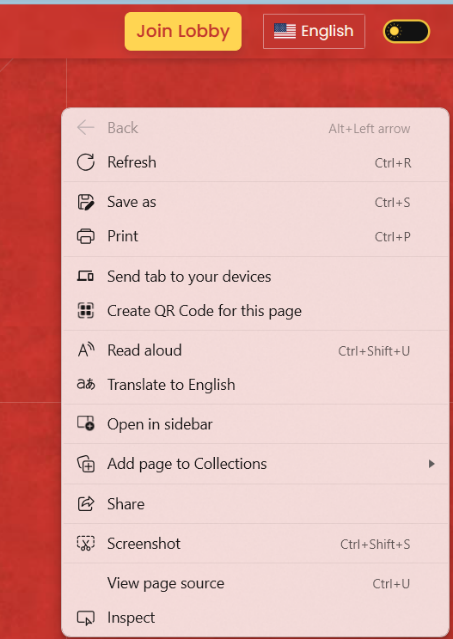 Join Lobby
English
Back Alt+Left arrow
Refresh Ctrl+R
Save as Ctrl+S
Print Ctrl+P
Send tab to your devices
Create QR Code for this page
Read aloud Ctrl+Shift+U
Translate to English
Open in sidebar
Add page to Collections
Share
Screenshot Ctrl+Shift+S
View page source Ctrl+U
Inspect